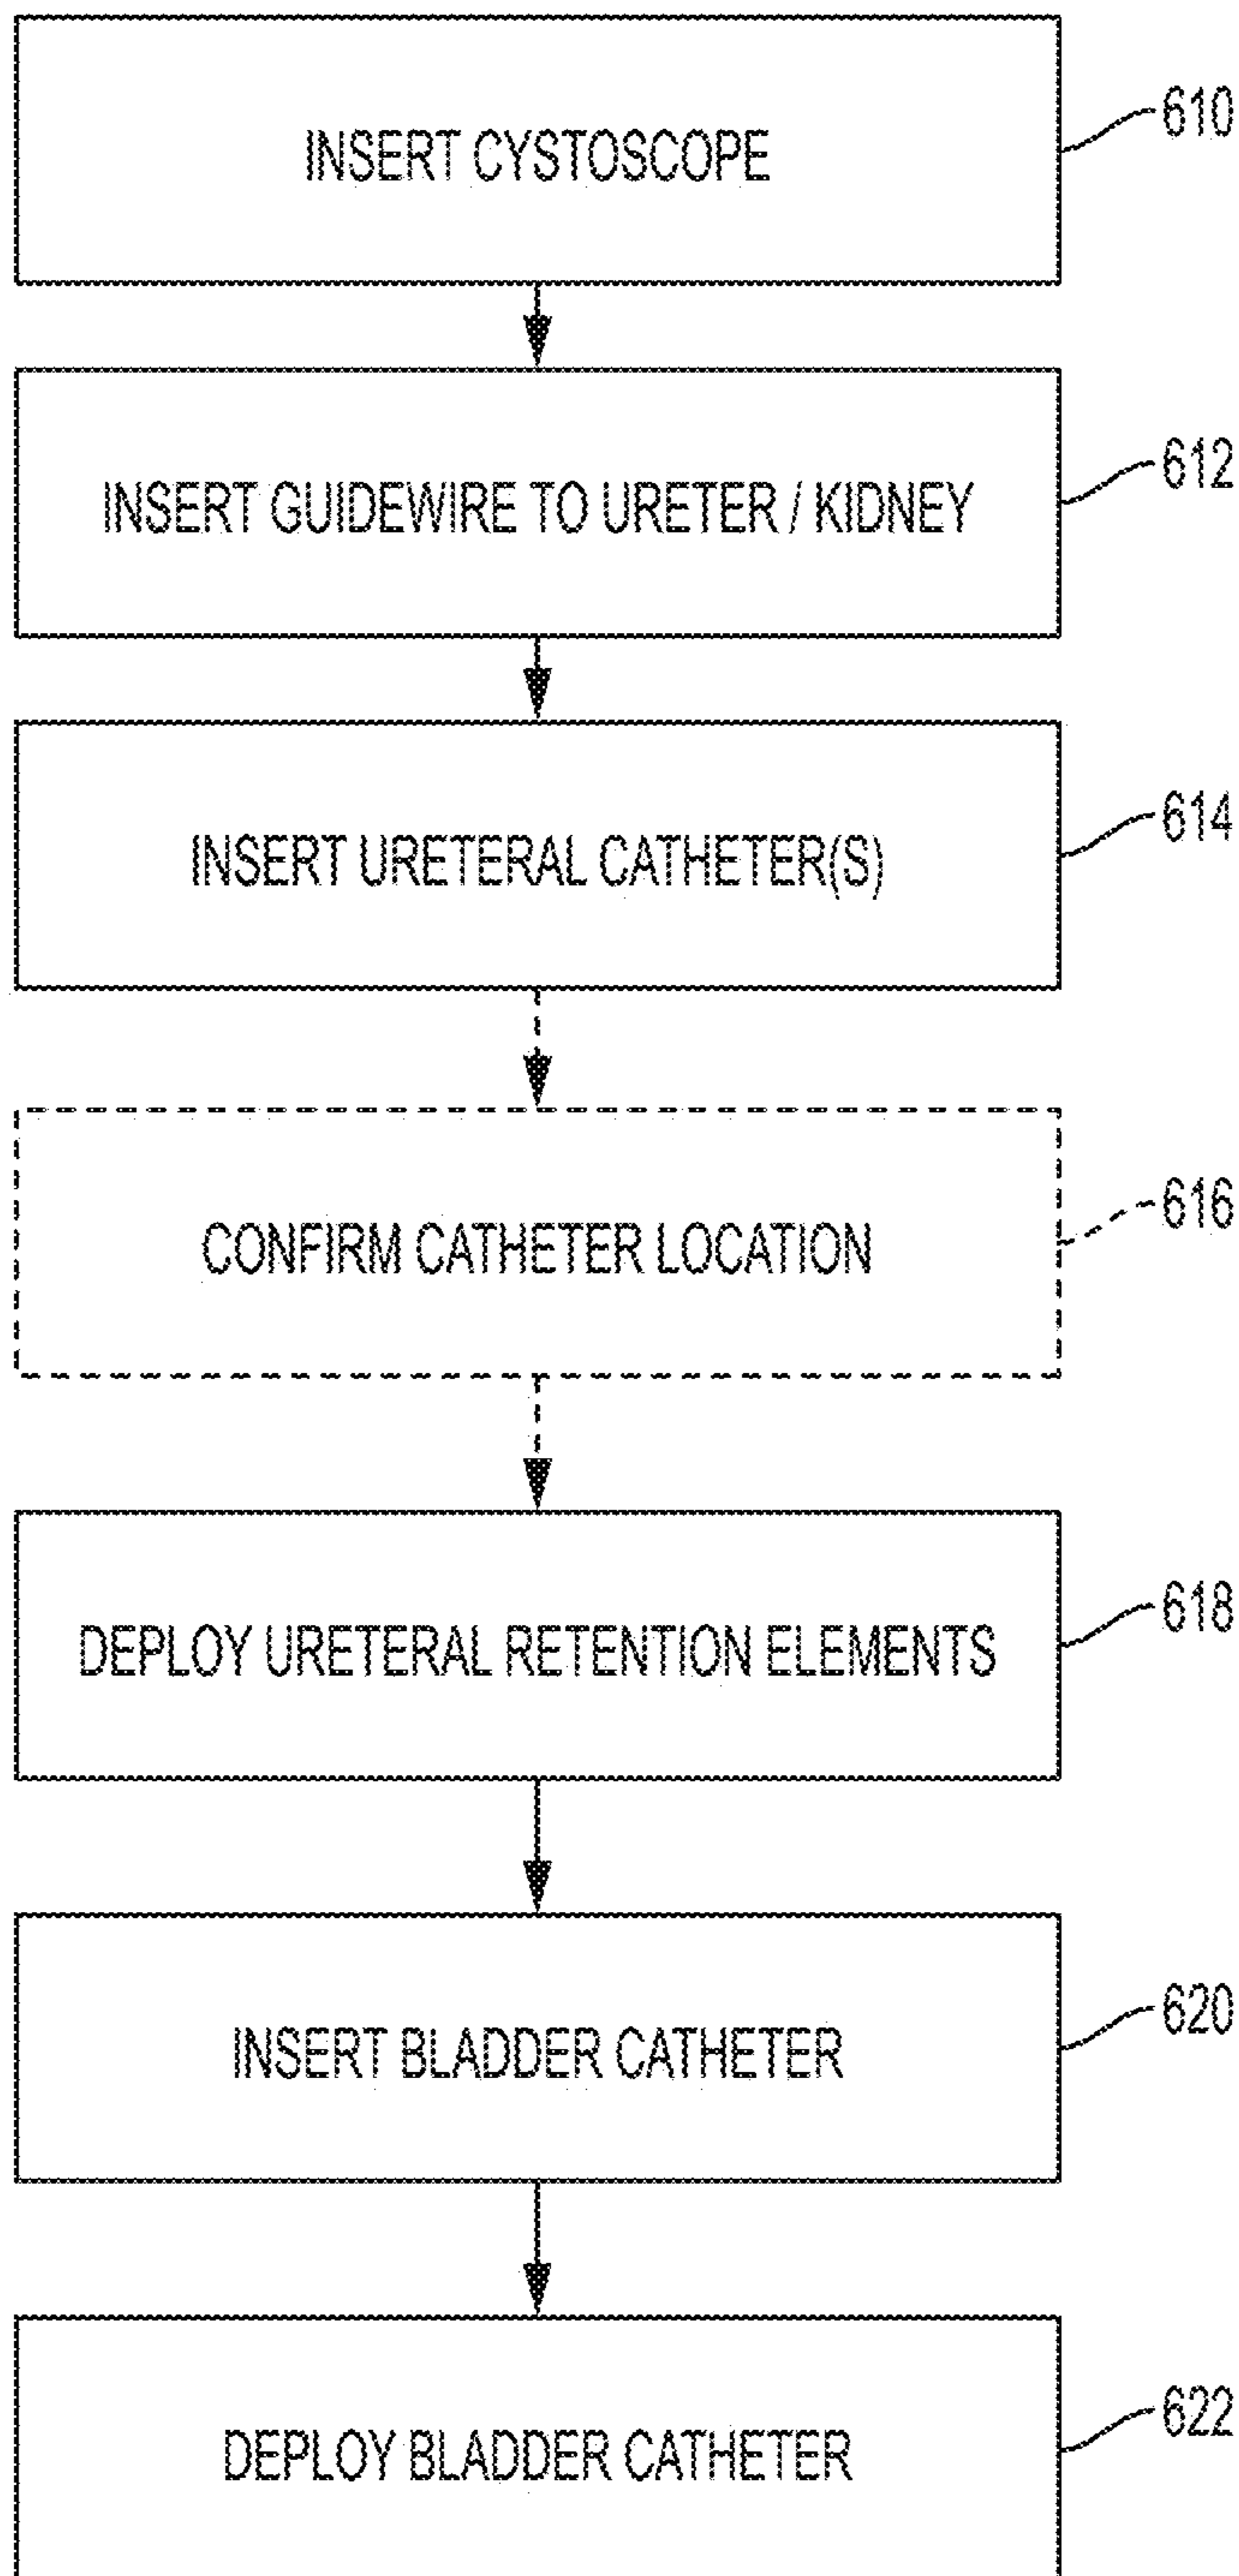 INSERT CYSTOSCOPE
610
INSERT GUIDEWIRE TO URETER / KIDNEY
612
INSERT URETERAL CATHETER(S)
614
CONFIRM CATHETER LOCATION
616
DEPLOY URETERAL RETENTION ELEMENTS
618
INSERT BLADDER CATHETER
620
DEPLOY BLADDER CATHETER
622